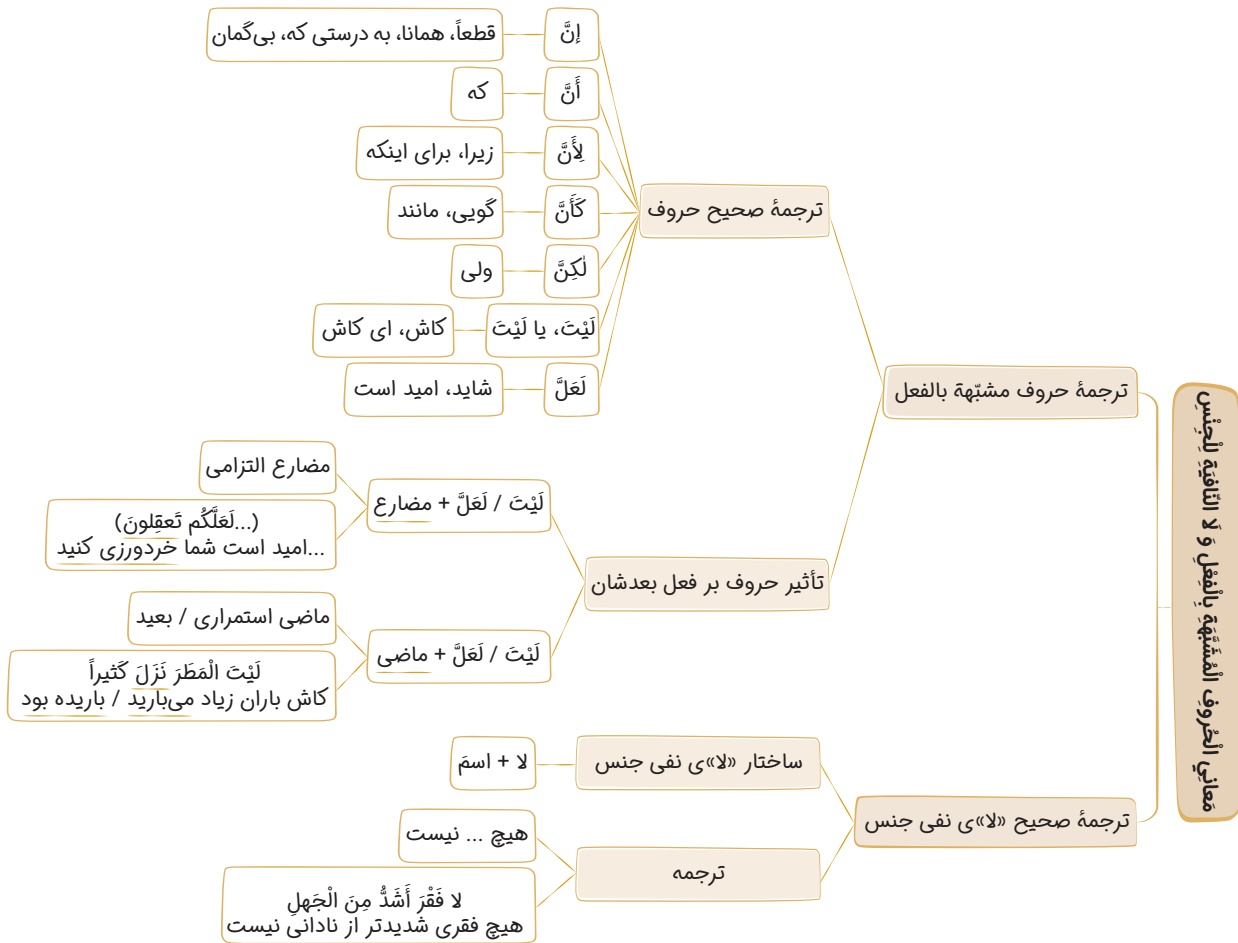 مَعانِي الْحُروفِ الْمُشَبَّهَةِ بِالْفِعْلِ وَ لَا النّافيَةِ لِلْجِنْسِ
ترجمهٔ حروف مشبّهة بالفعل
ترجمهٔ صحیح حروف
إنَّ
قطعاً، همانا، به درستی که، بی‌گمان
أَنَّ
که
لِأَنَّ
زیرا، برای اینکه
کَأَنَّ
گویی، مانند
لٰکِنَّ
ولی
لَیْتَ، یا لَیْتَ
کاش، ای کاش
لَعَلَّ
شاید، امید است
تأثیر حروف بر فعل بعدشان
لَیْتَ / لَعَلَّ + مضارع
مضارع التزامی
(...لَعَلَّکُم تَعقِلونَ)
...امید است شما خردورزی کنید
لَیْتَ / لَعَلَّ + ماضی
ماضی استمراری / بعید
لَیْتَ الْمَطَرَ نَزَلَ کَثیراً
کاش باران زیاد می‌بارید / باریده بود
ترجمهٔ صحیح «لا»ی نفی جنس
ساختار «لا»ی نفی جنس
لا + اسمَ
ترجمه
هیچ ... نیست
لا فَقْرَ أَشَدُّ مِنَ الْجَهلِ
هیچ فقری شدیدتر از نادانی نیست